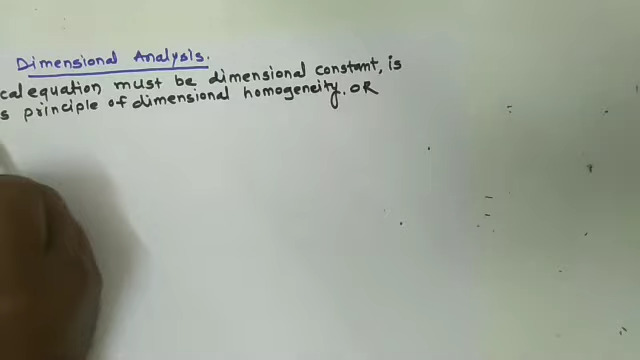 Dimensional Analysis.
cal equation must be dimensional constant, is
s principle of dimensional homogeneity. OR